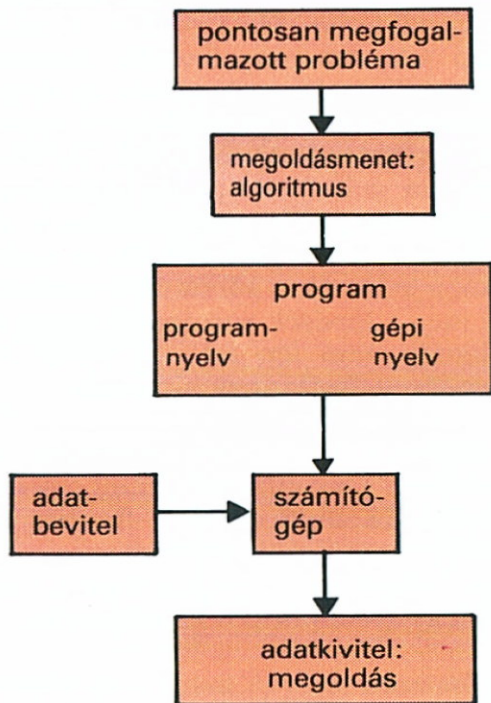 pontosan megfogal-
mazott probléma
megoldásmenet:
algoritmus
program
program-
nyelv
gépi
nyelv
adat-
bevitel
számító-
gép
adatkivitel:
megoldás